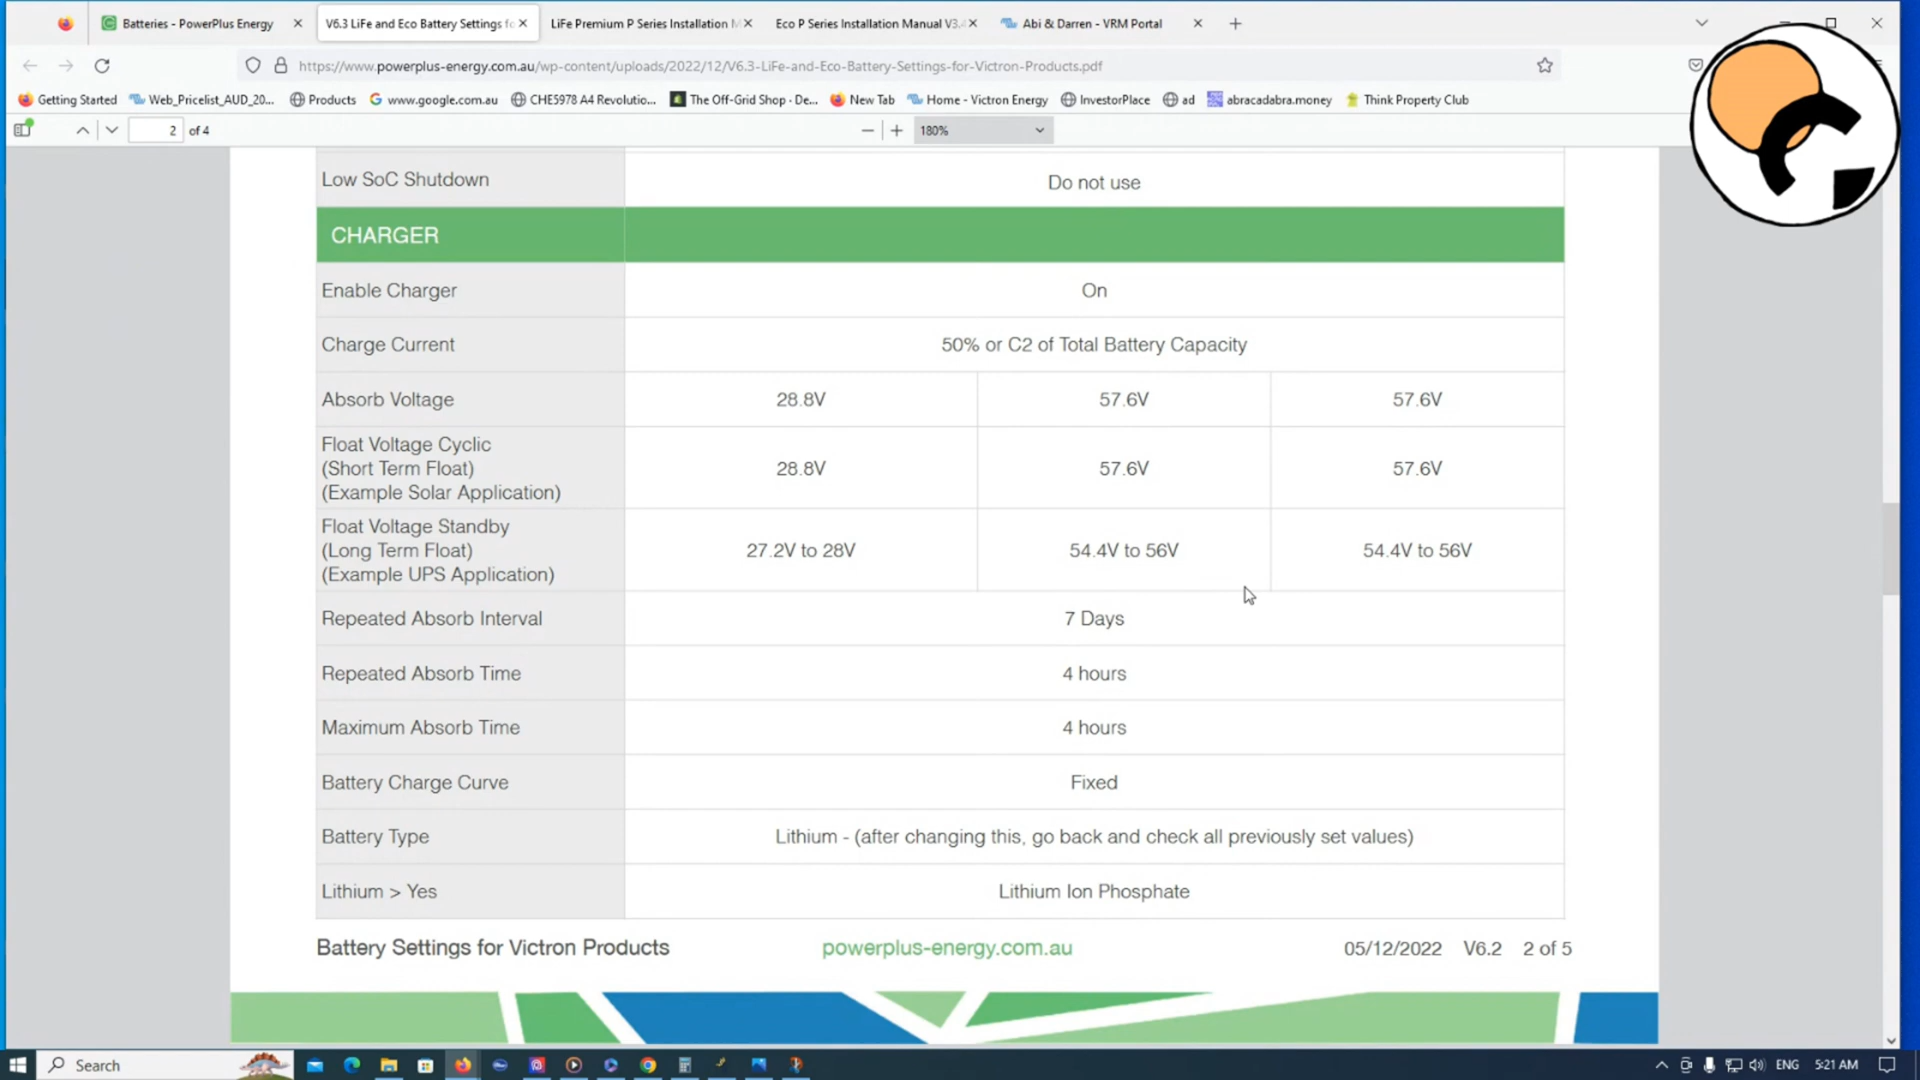 Batteries - PowerPlus Energy
V6.3 LiFe and Eco Battery Settings fo
LiFe Premium P Series Installation M
Eco P Series Installation Manual V3.
Abi & Darren - VRM Portal
https://www.powerplus-energy.com.au/wp-content/uploads/2022/12/V6.3-LiFe-and-Eco-Battery-Settings-for-Victron-Products.pdf
Getting Started
Web_Pricelist_AUD_20...
Products
www.google.com.au
CHE5978 A4 Revolutio...
The Off-Grid Shop - De...
New Tab
Home - Victron Energy
InvestorPlace
ad
abracadabra.money
Think Property Club
2 of 4
180%
Low SoC Shutdown Do not use
CHARGER
Enable Charger On
Charge Current 50% or C2 of Total Battery Capacity
Absorb Voltage 28.8V 57.6V 57.6V
Float Voltage Cyclic
(Short Term Float) 28.8V 57.6V 57.6V
(Example Solar Application)
Float Voltage Standby
(Long Term Float) 27.2V to 28V 54.4V to 56V 54.4V to 56V
(Example UPS Application)
Repeated Absorb Interval 7 Days
Repeated Absorb Time 4 hours
Maximum Absorb Time 4 hours
Battery Charge Curve Fixed
Battery Type Lithium - (after changing this, go back and check all previously set values)
Lithium > Yes Lithium Ion Phosphate
Battery Settings for Victron Products powerplus-energy.com.au 05/12/2022 V6.2 2 of 5
Search
ENG 5:21 AM